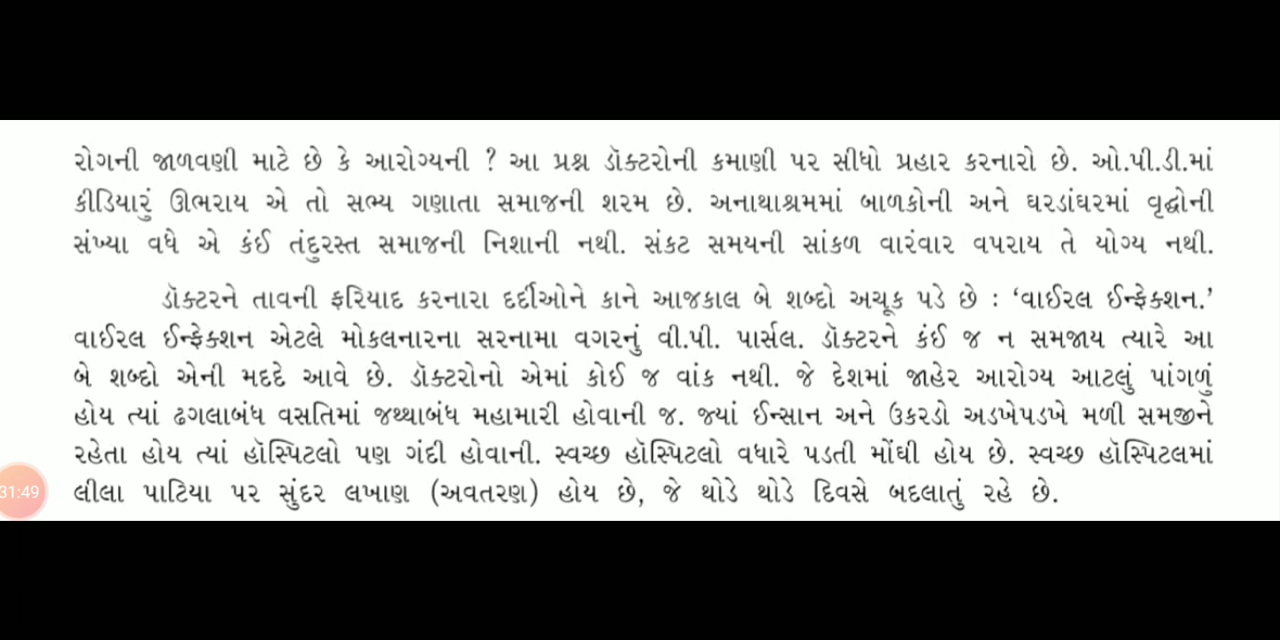 રોગની જાળવણી માટે છે કે આરોગ્યની ? આ પ્રશ્ન ડૉક્ટરોની કમાણી પર સીધો પ્રહાર કરનારો છે. ઓ.પી.ડી.માં
કીડિયારું ઊભરાય એ તો સભ્ય ગણાતા સમાજની શરમ છે. અનાથાશ્રમમાં બાળકોની અને ઘરડાંઘરમાં વૃદ્ધોની
સંખ્યા વધે એ કંઈ તંદુરસ્ત સમાજની નિશાની નથી. સંકટ સમયની સાંકળ વારંવાર વપરાય તે યોગ્ય નથી.
ડૉક્ટરને તાવની ફરિયાદ કરનારા દર્દીઓને કાને આજકાલ બે શબ્દો અચૂક પડે છે : ‘વાઈરલ ઈન્ફેક્શન.’
વાઈરલ ઈન્ફેક્શન એટલે મોકલનારના સરનામા વગરનું વી.પી. પાર્સલ. ડૉક્ટરને કંઈ જ ન સમજાય ત્યારે આ
બે શબ્દો એની મદદે આવે છે. ડૉક્ટરોનો એમાં કોઈ જ વાંક નથી. જે દેશમાં જાહેર આરોગ્ય આટલું પાંગળું
હોય ત્યાં ઢગલાબંધ વસતિમાં જથ્થાબંધ મહામારી હોવાની જ. જ્યાં ઈન્સાન અને ઉકરડો અડખેપડખે મળી સમજીને
રહેતા હોય ત્યાં હૉસ્પિટલો પણ ગંદી હોવાની. સ્વચ્છ હૉસ્પિટલો વધારે પડતી મોંઘી હોય છે. સ્વચ્છ હૉસ્પિટલમાં
લીલા પાટિયા પર સુંદર લખાણ (અવતરણ) હોય છે, જે થોડે થોડે દિવસે બદલાતું રહે છે.
31:49